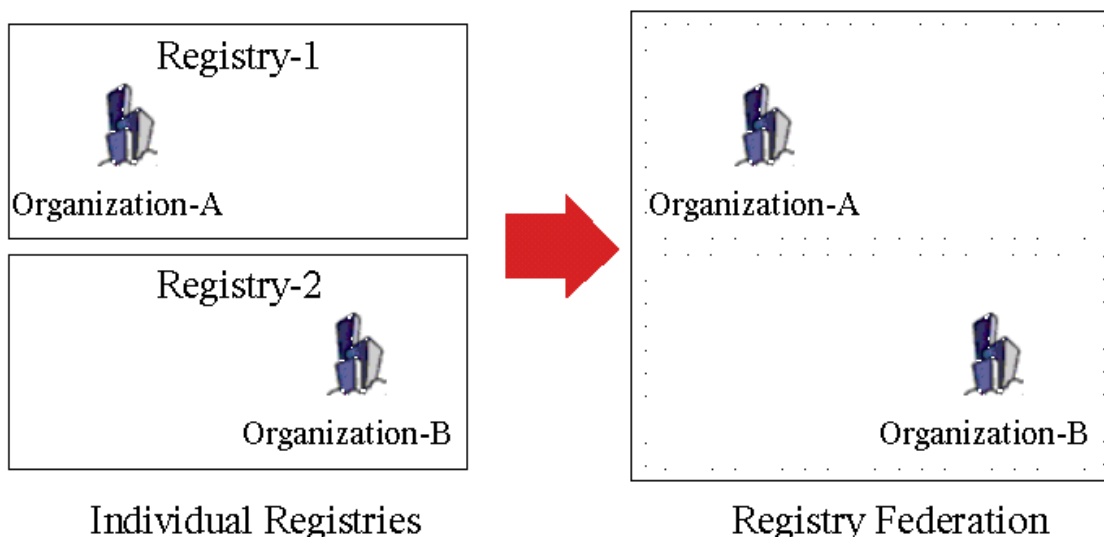 Registry-1
Organization-A
Registry-2
Organization-B
Individual Registries
Organization-A
Organization-B
Registry Federation